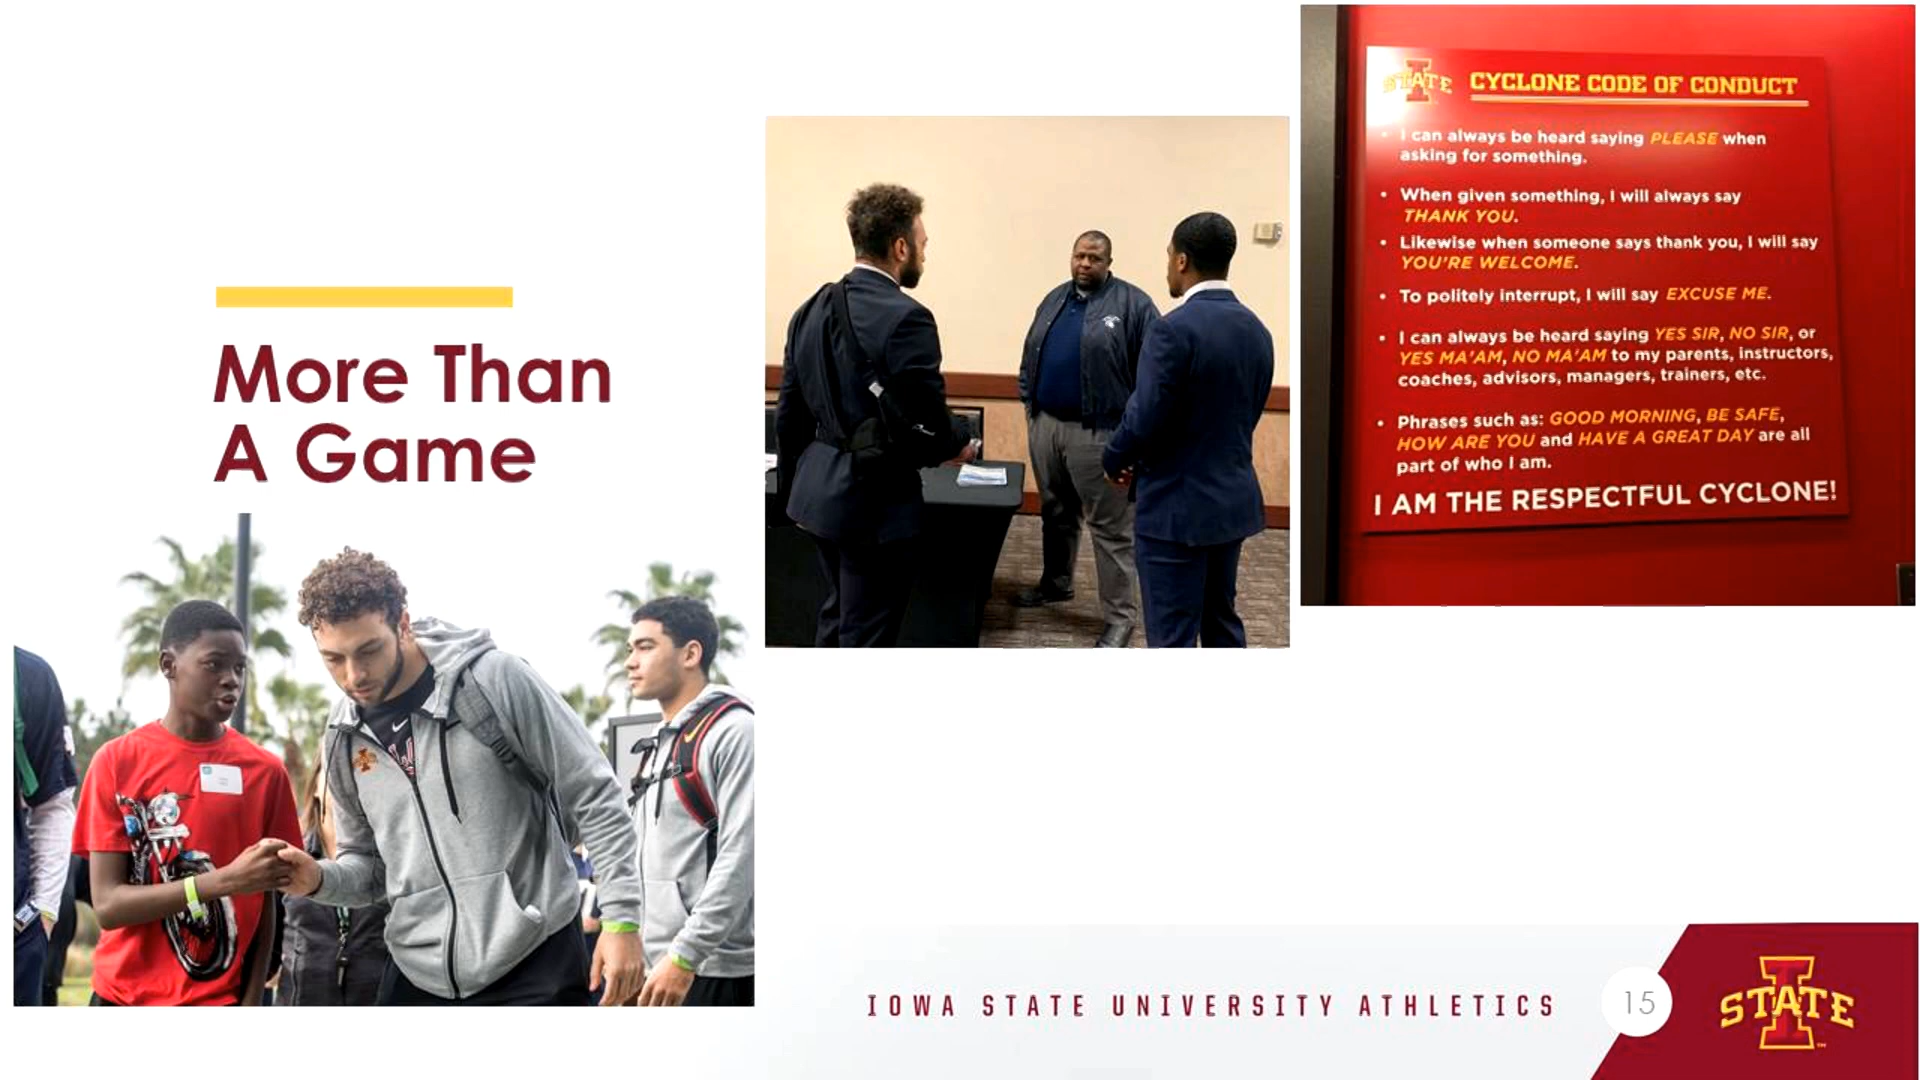 More Than
A Game
STATE CYCLONE CODE OF CONDUCT
• I can always be heard saying PLEASE when
asking for something.
• When given something, I will always say
THANK YOU.
• Likewise when someone says thank you, I will say
YOU'RE WELCOME.
• To politely interrupt, I will say EXCUSE ME.
• I can always be heard saying YES SIR, NO SIR, or
YES MA'AM, NO MA'AM to my parents, instructors,
coaches, advisors, managers, trainers, etc.
• Phrases such as: GOOD MORNING, BE SAFE,
HOW ARE YOU and HAVE A GREAT DAY are all
part of who I am.
I AM THE RESPECTFUL CYCLONE!
IOWA STATE UNIVERSITY ATHLETICS
15
STATE